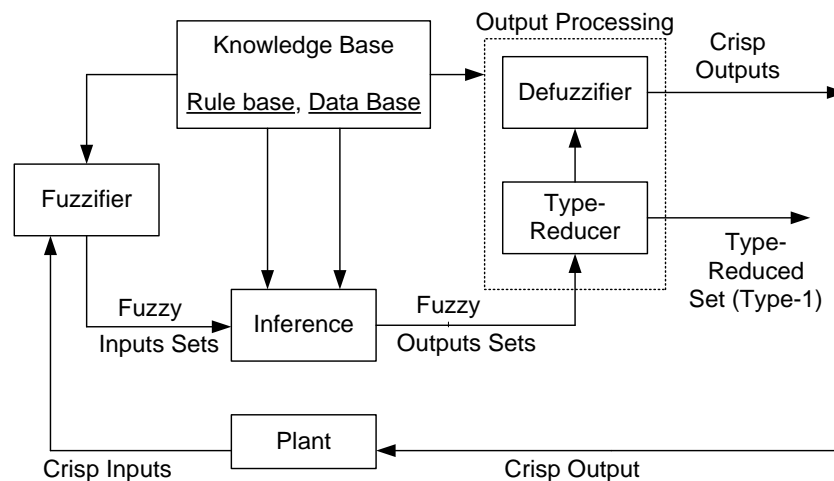 Output Processing
Knowledge Base
Rule base, Data Base
Crisp
Outputs
Defuzzifier
Fuzzifier
Type-
Reducer
Type-
Reduced
Set (Type-1)
Fuzzy
Inputs Sets
Inference
Fuzzy
Outputs Sets
Plant
Crisp Inputs
Crisp Output